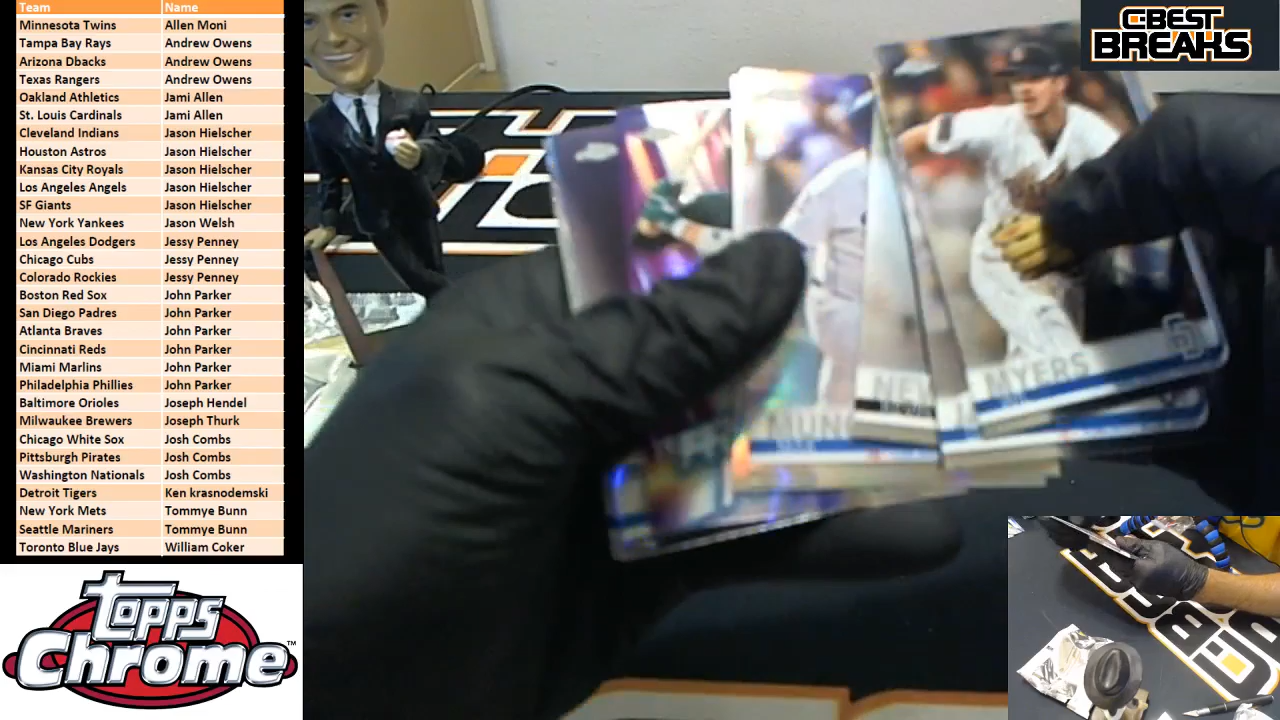 Team Name
Minnesota Twins Allen Moni
Tampa Bay Rays Andrew Owens
Arizona Dbacks Andrew Owens
Texas Rangers Andrew Owens
Oakland Athletics Jami Allen
St. Louis Cardinals Jami Allen
Cleveland Indians Jason Hielscher
Houston Astros Jason Hielscher
Kansas City Royals Jason Hielscher
Los Angeles Angels Jason Hielscher
SF Giants Jason Hielscher
New York Yankees Jason Welsh
Los Angeles Dodgers Jessy Penney
Chicago Cubs Jessy Penney
Colorado Rockies Jessy Penney
Boston Red Sox John Parker
San Diego Padres John Parker
Atlanta Braves John Parker
Cincinnati Reds John Parker
Miami Marlins John Parker
Philadelphia Phillies John Parker
Baltimore Orioles Joseph Hendel
Milwaukee Brewers Joseph Thurk
Chicago White Sox Josh Combs
Pittsburgh Pirates Josh Combs
Washington Nationals Josh Combs
Detroit Tigers Ken krasnodemski
New York Mets Tommye Bunn
Seattle Mariners Tommye Bunn
Toronto Blue Jays William Coker
topps
Chrome™
C-BEST
BREAKS
MYERS